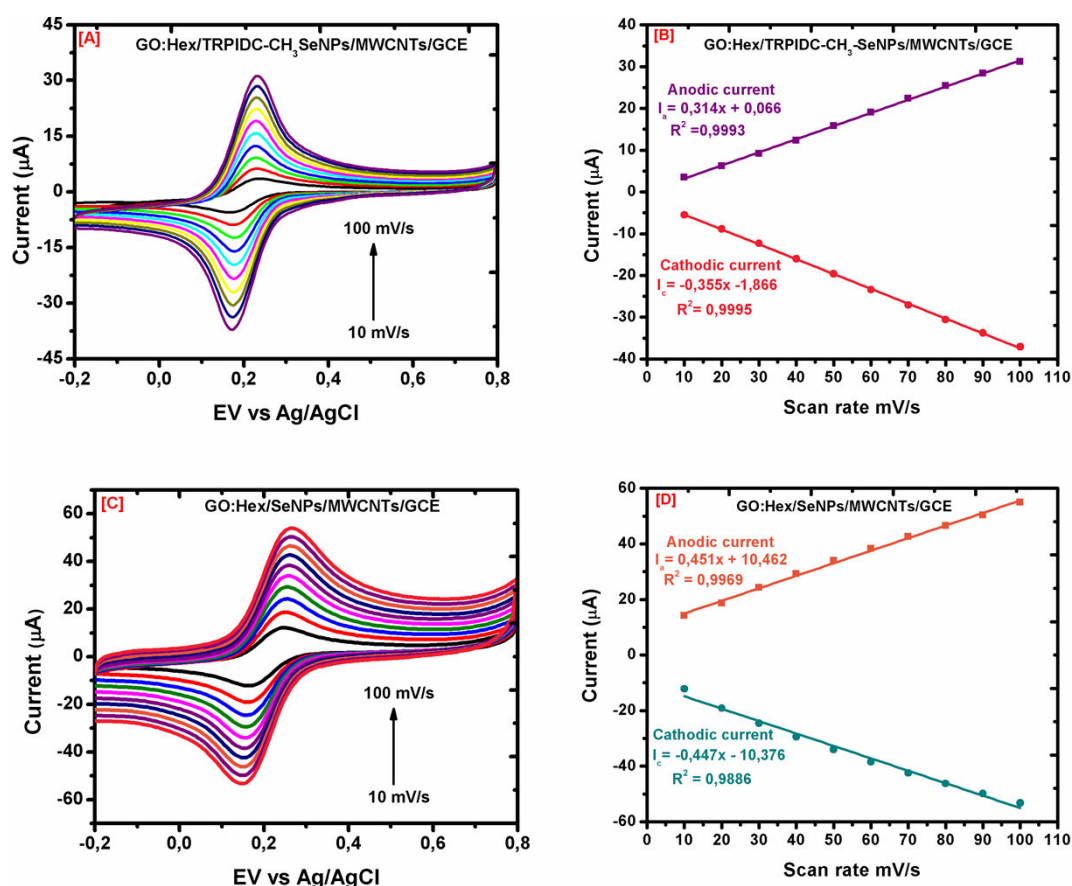 [A]
GO:Hex/TRPIDC-CH3SeNPs/MWCNTs/GCE
45
30
15
0
-15
-30
-45
Current (µA)
100 mV/s
10 mV/s
-0,2 0,0 0,2 0,4 0,6 0,8
EV vs Ag/AgCl
[B]
GO:Hex/TRPIDC-CH3-SeNPs/MWCNTs/GCE
40
30
20
10
0
-10
-20
-30
-40
Current (µA)
Anodic current
Ia = 0,314x + 0,066
R2 =0,9993
Cathodic current
Ic= -0,355x -1,866
R2= 0,9995
0 10 20 30 40 50 60 70 80 90 100 110
Scan rate mV/s
[C]
GO:Hex/SeNPs/MWCNTs/GCE
60
40
20
0
-20
-40
-60
Current (µA)
100 mV/s
10 mV/s
-0,2 0,0 0,2 0,4 0,6 0,8
EV vs Ag/AgCl
[D]
GO:Hex/SeNPs/MWCNTs/GCE
60
40
20
0
-20
-40
-60
Current (µA)
Anodic current
Ia = 0,451x + 10,462
R2 = 0,9969
Cathodic current
Ic= -0,447x - 10,376
R2 = 0,9886
0 10 20 30 40 50 60 70 80 90 100 110
Scan rate mV/s